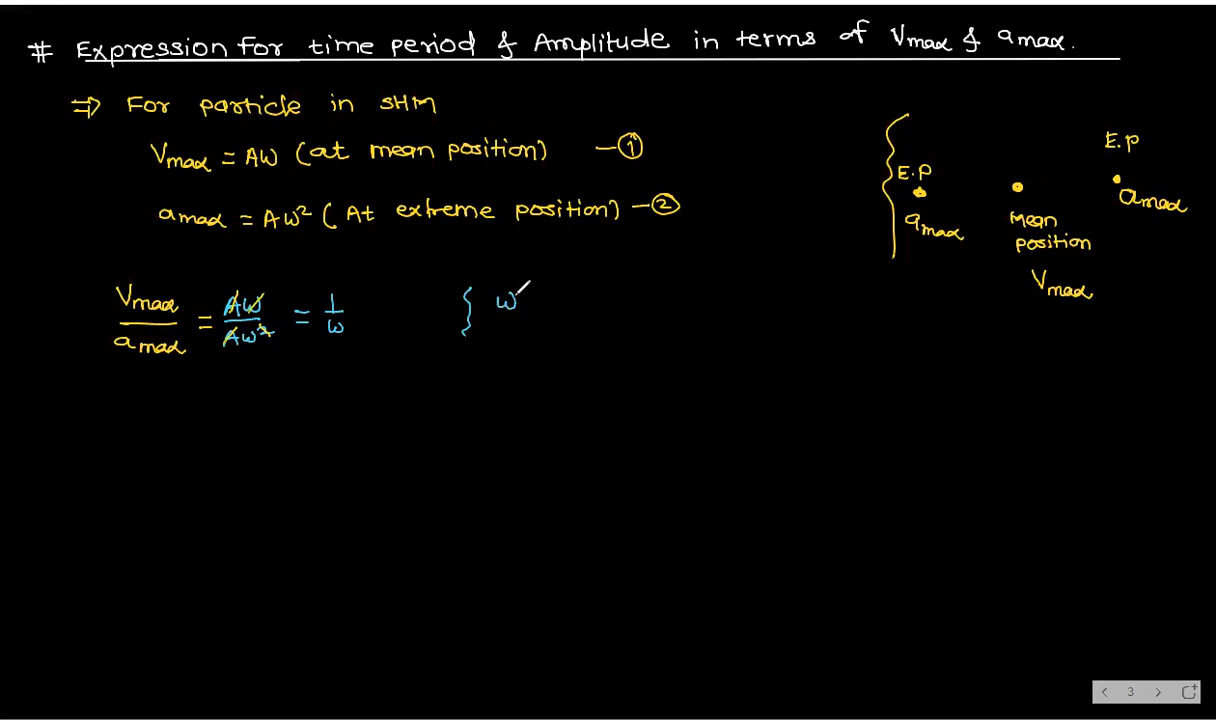 # Expression for time period & Amplitude in terms of Vmax & amax.
⇒ For particle in SHM
Vmax = Aω (at mean position) —①
amax = Aω² (At extreme position) —②
Vmax/amax = Aω/Aω² = 1/ω } ω
E.P
E.P
amax
amax
mean
position
Vmax
< 3 >